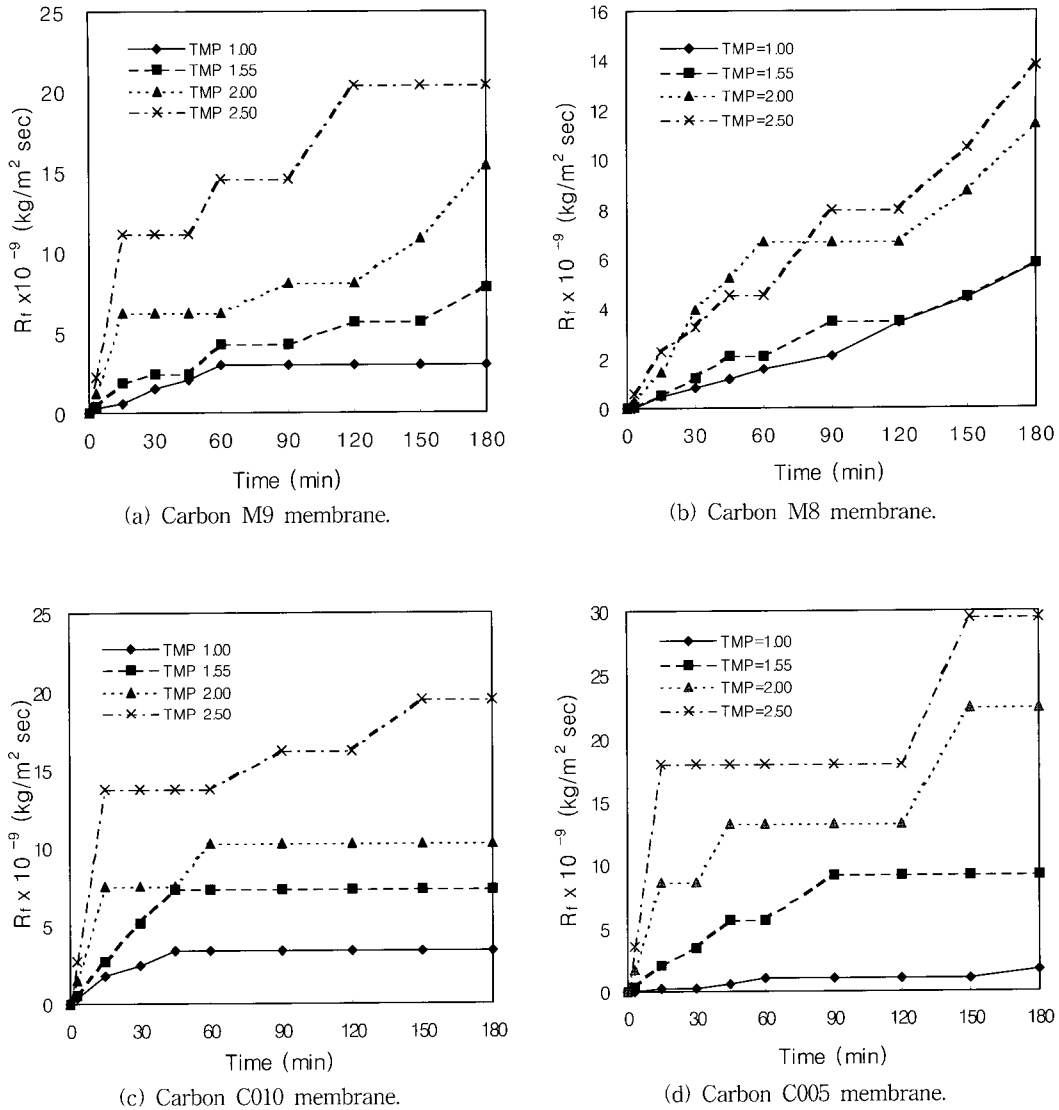 25
20
15
10
5
0
TMP 1.00
TMP 1.55
TMP 2.00
TMP 2.50
R_f x10⁻⁹ (kg/m² sec)
0 30 60 90 120 150 180
Time (min)
(a) Carbon M9 membrane.
16
14
12
10
8
6
4
2
0
TMP=1.00
TMP=1.55
TMP=2.00
TMP=2.50
R_f x 10⁻⁹ (kg/m² sec)
0 30 60 90 120 150 180
Time (min)
(b) Carbon M8 membrane.
25
20
15
10
5
0
TMP 1.00
TMP 1.55
TMP 2.00
TMP 2.50
R_f x 10⁻⁹ (kg/m² sec)
0 30 60 90 120 150 180
Time (min)
(c) Carbon C010 membrane.
30
25
20
15
10
5
0
TMP=1.00
TMP=1.55
TMP=2.00
TMP=2.50
R_f x 10⁻⁹ (kg/m² sec)
0 30 60 90 120 150 180
Time (min)
(d) Carbon C005 membrane.